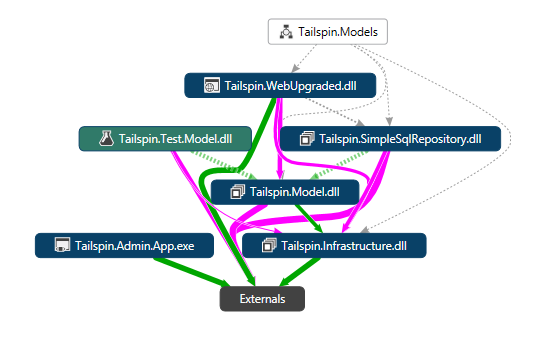 Tailspin.Models
Tailspin.WebUpgraded.dll
Tailspin.Test.Model.dll
Tailspin.SimpleSqlRepository.dll
Tailspin.Model.dll
Tailspin.Admin.App.exe
Tailspin.Infrastructure.dll
Externals